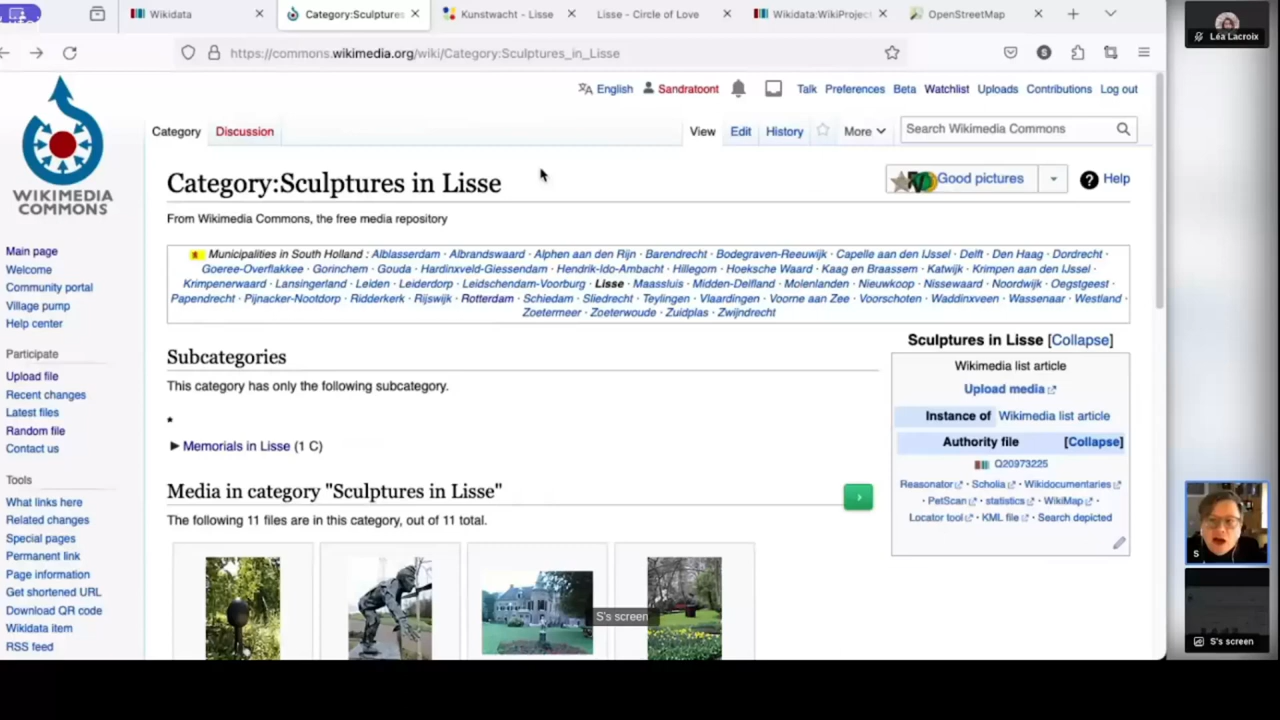 Wikidata
Category:Sculptures
Kunstwacht - Lisse
Lisse - Circle of Love
Wikidata:WikiProjec
OpenStreetMap
https://commons.wikimedia.org/wiki/Category:Sculptures_in_Lisse
English
Sandratoont
Talk
Preferences
Beta
Watchlist
Uploads
Contributions
Log out
Category
Discussion
View
Edit
History
More
Search Wikimedia Commons
WIKIMEDIA
COMMONS
Category:Sculptures in Lisse
Good pictures
Help
From Wikimedia Commons, the free media repository
Municipalities in South Holland : Alblasserdam · Albrandswaard · Alphen aan den Rijn · Barendrecht · Bodegraven-Reeuwijk · Capelle aan den IJssel · Delft · Den Haag · Dordrecht ·
Goeree-Overflakkee · Gorinchem · Gouda · Hardinxveld-Giessendam · Hendrik-Ido-Ambacht · Hillegom · Hoeksche Waard · Kaag en Braassem · Katwijk · Krimpen aan den IJssel ·
Krimpenerwaard · Lansingerland · Leiden · Leiderdorp · Leidschendam-Voorburg · Lisse · Maassluis · Midden-Delfland · Molenlanden · Nieuwkoop · Nissewaard · Noordwijk · Oegstgeest ·
Papendrecht · Pijnacker-Nootdorp · Ridderkerk · Rijswijk · Rotterdam · Schiedam · Sliedrecht · Teylingen · Vlaardingen · Voorne aan Zee · Voorschoten · Waddinxveen · Wassenaar · Westland ·
Zoetermeer · Zoeterwoude · Zuidplas · Zwijndrecht
Main page
Welcome
Community portal
Village pump
Help center
Participate
Upload file
Recent changes
Latest files
Random file
Contact us
Tools
What links here
Related changes
Special pages
Permanent link
Page information
Get shortened URL
Download QR code
Wikidata item
RSS feed
Subcategories
This category has only the following subcategory.
*
► Memorials in Lisse (1 C)
Media in category "Sculptures in Lisse"
The following 11 files are in this category, out of 11 total.
Sculptures in Lisse [Collapse]
Wikimedia list article
Upload media
Instance of Wikimedia list article
Authority file [Collapse]
Q20973225
Reasonator · Scholia · Wikidocumentaries
· PetScan · statistics · WikiMap ·
Locator tool · KML file · Search depicted
S's screen
Léa Lacroix
S
S's screen